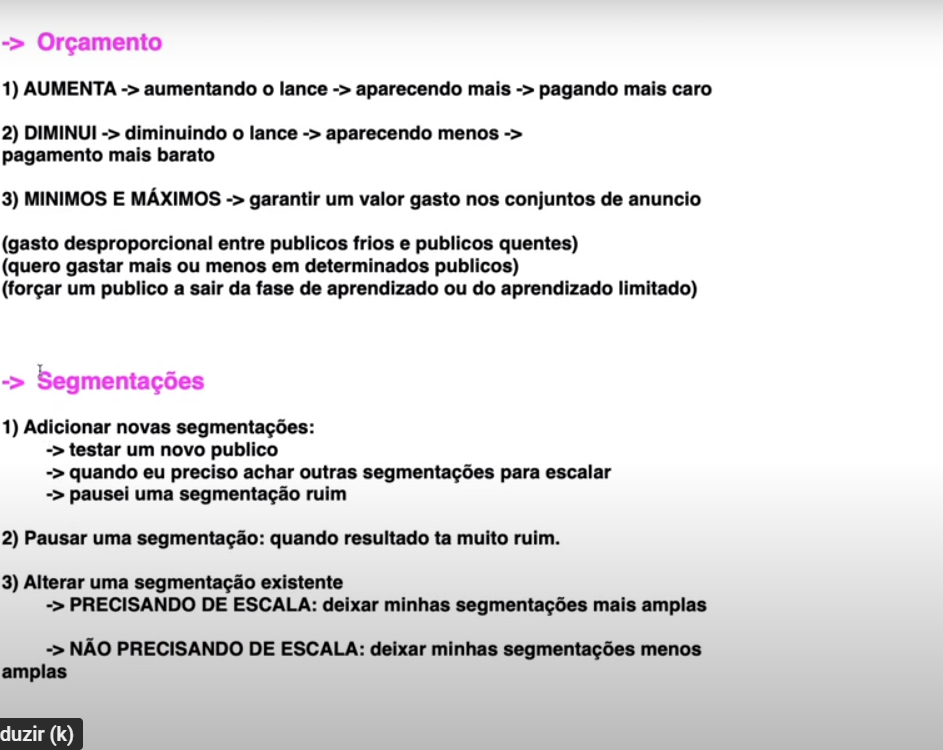 -> Orçamento
1) AUMENTA -> aumentando o lance -> aparecendo mais -> pagando mais caro
2) DIMINUI -> diminuindo o lance -> aparecendo menos ->
pagamento mais barato
3) MINIMOS E MÁXIMOS -> garantir um valor gasto nos conjuntos de anuncio
(gasto desproporcional entre publicos frios e publicos quentes)
(quero gastar mais ou menos em determinados publicos)
(forçar um publico a sair da fase de aprendizado ou do aprendizado limitado)
-> Segmentações
1) Adicionar novas segmentações:
-> testar um novo publico
-> quando eu preciso achar outras segmentações para escalar
-> pausei uma segmentação ruim
2) Pausar uma segmentação: quando resultado ta muito ruim.
3) Alterar uma segmentação existente
-> PRECISANDO DE ESCALA: deixar minhas segmentações mais amplas
-> NÃO PRECISANDO DE ESCALA: deixar minhas segmentações menos
amplas
duzir (k)